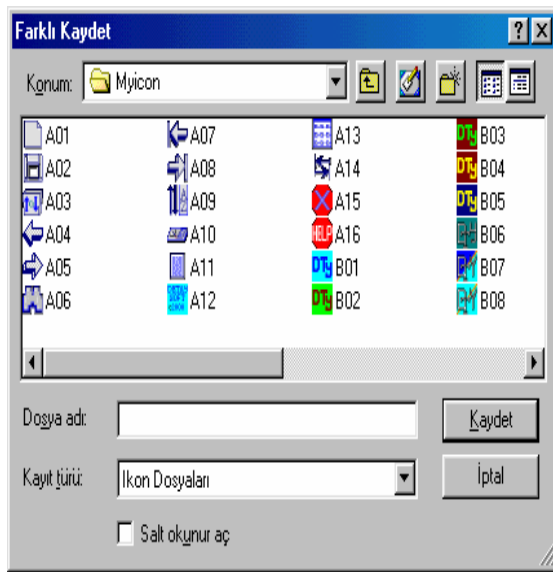 Farklı Kaydet
Konum: Myicon
A01 A07 A13 B03
A02 A08 A14 B04
A03 A09 A15 B05
A04 A10 A16 B06
A05 A11 B01 B07
A06 A12 B02 B08
Dosya adı: Kaydet
Kayıt türü: Ikon Dosyaları İptal
Salt okunur aç